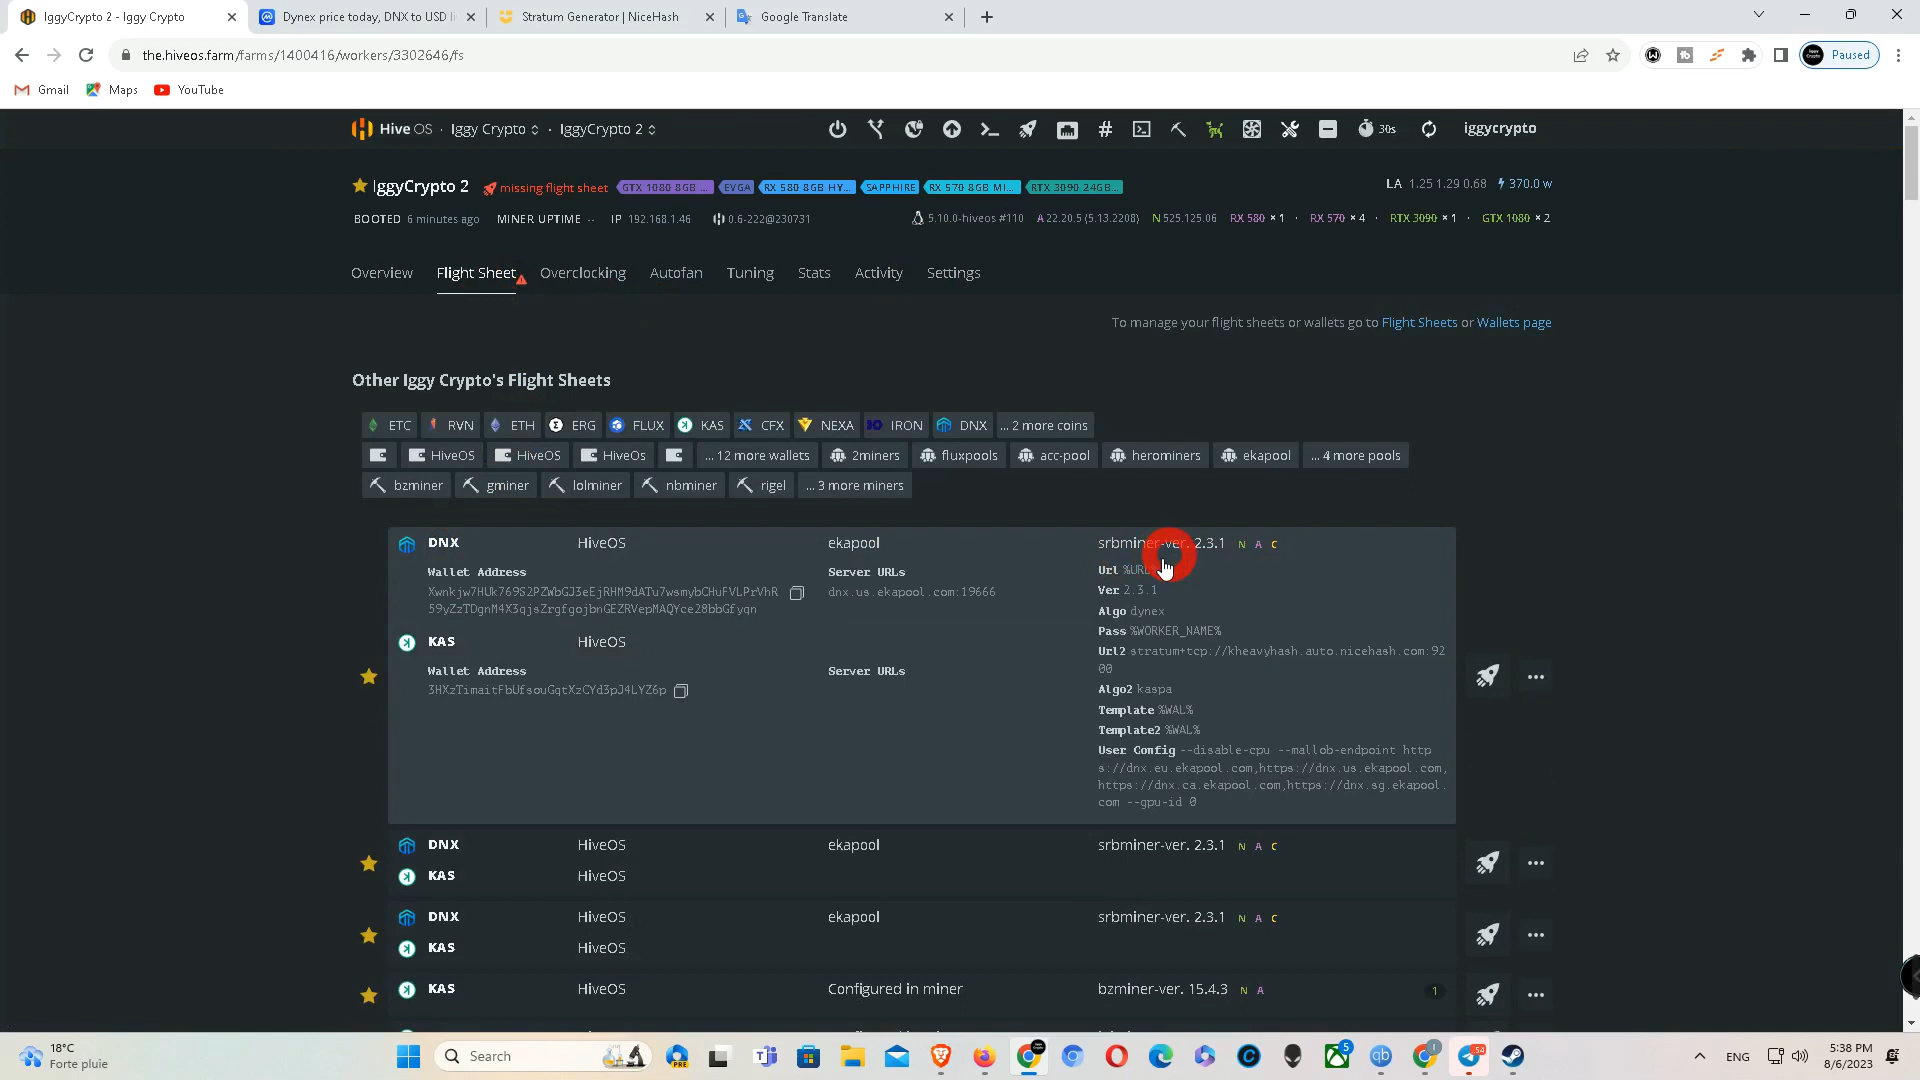 IggyCrypto 2 - Iggy Crypto
Dynex price today, DNX to USD li
Stratum Generator | NiceHash
Google Translate
the.hiveos.farm/farms/1400416/workers/3302646/fs
Paused
Gmail Maps YouTube
Hive OS · Iggy Crypto · IggyCrypto 2
30s
iggycrypto
IggyCrypto 2 missing flight sheet GTX 1080 8GB ... EVGA RX 580 8GB HY... SAPPHIRE RX 570 8GB MI... RTX 3090 24GB...
LA 1.25 1.29 0.68 370.0 w
BOOTED 6 minutes ago MINER UPTIME -- IP 192.168.1.46 0.6-222@230731
5.10.0-hiveos #110 A 22.20.5 (5.13.2208) N 525.125.06 RX 580 × 1 · RX 570 × 4 · RTX 3090 × 1 · GTX 1080 × 2
Overview Flight Sheet Overclocking Autofan Tuning Stats Activity Settings
To manage your flight sheets or wallets go to Flight Sheets or Wallets page
Other Iggy Crypto's Flight Sheets
ETC RVN ETH ERG FLUX KAS CFX NEXA IRON DNX ... 2 more coins
HiveOS HiveOS HiveOs ... 12 more wallets 2miners fluxpools acc-pool herominers ekapool ... 4 more pools
bzminer gminer lolminer nbminer rigel ... 3 more miners
DNX HiveOS ekapool srbminer-ver. 2.3.1 N A C
Wallet Address
Xwnkjw7HUk769S2PZWbGJ3eEjRHM9dATu7wsmybCHuFVLPrVhR
59yZzTDgnM4X3qjsZrgfgojbnGEZRVepMAQYce28bbGfyqn
Server URLs
dnx.us.ekapool.com:19666
KAS HiveOS
Wallet Address
3HXzTimaitFbUfsouGqtXzCYd3pJ4LYZ6p
Server URLs
Url %URL%
Ver 2.3.1
Algo dynex
Pass %WORKER_NAME%
Url2 stratum+tcp://kheavyhash.auto.nicehash.com:92
00
Algo2 kaspa
Template %WAL%
Template2 %WAL%
User Config --disable-cpu --mallob-endpoint http
s://dnx.eu.ekapool.com,https://dnx.us.ekapool.com,
https://dnx.ca.ekapool.com,https://dnx.sg.ekapool.
com --gpu-id 0
DNX HiveOS ekapool srbminer-ver. 2.3.1 N A C
KAS HiveOS
DNX HiveOS ekapool srbminer-ver. 2.3.1 N A C
KAS HiveOS
KAS HiveOS Configured in miner bzminer-ver. 15.4.3 N A 1
18°C
Forte pluie
Search
PRE
5
54
ENG
5:38 PM
8/6/2023